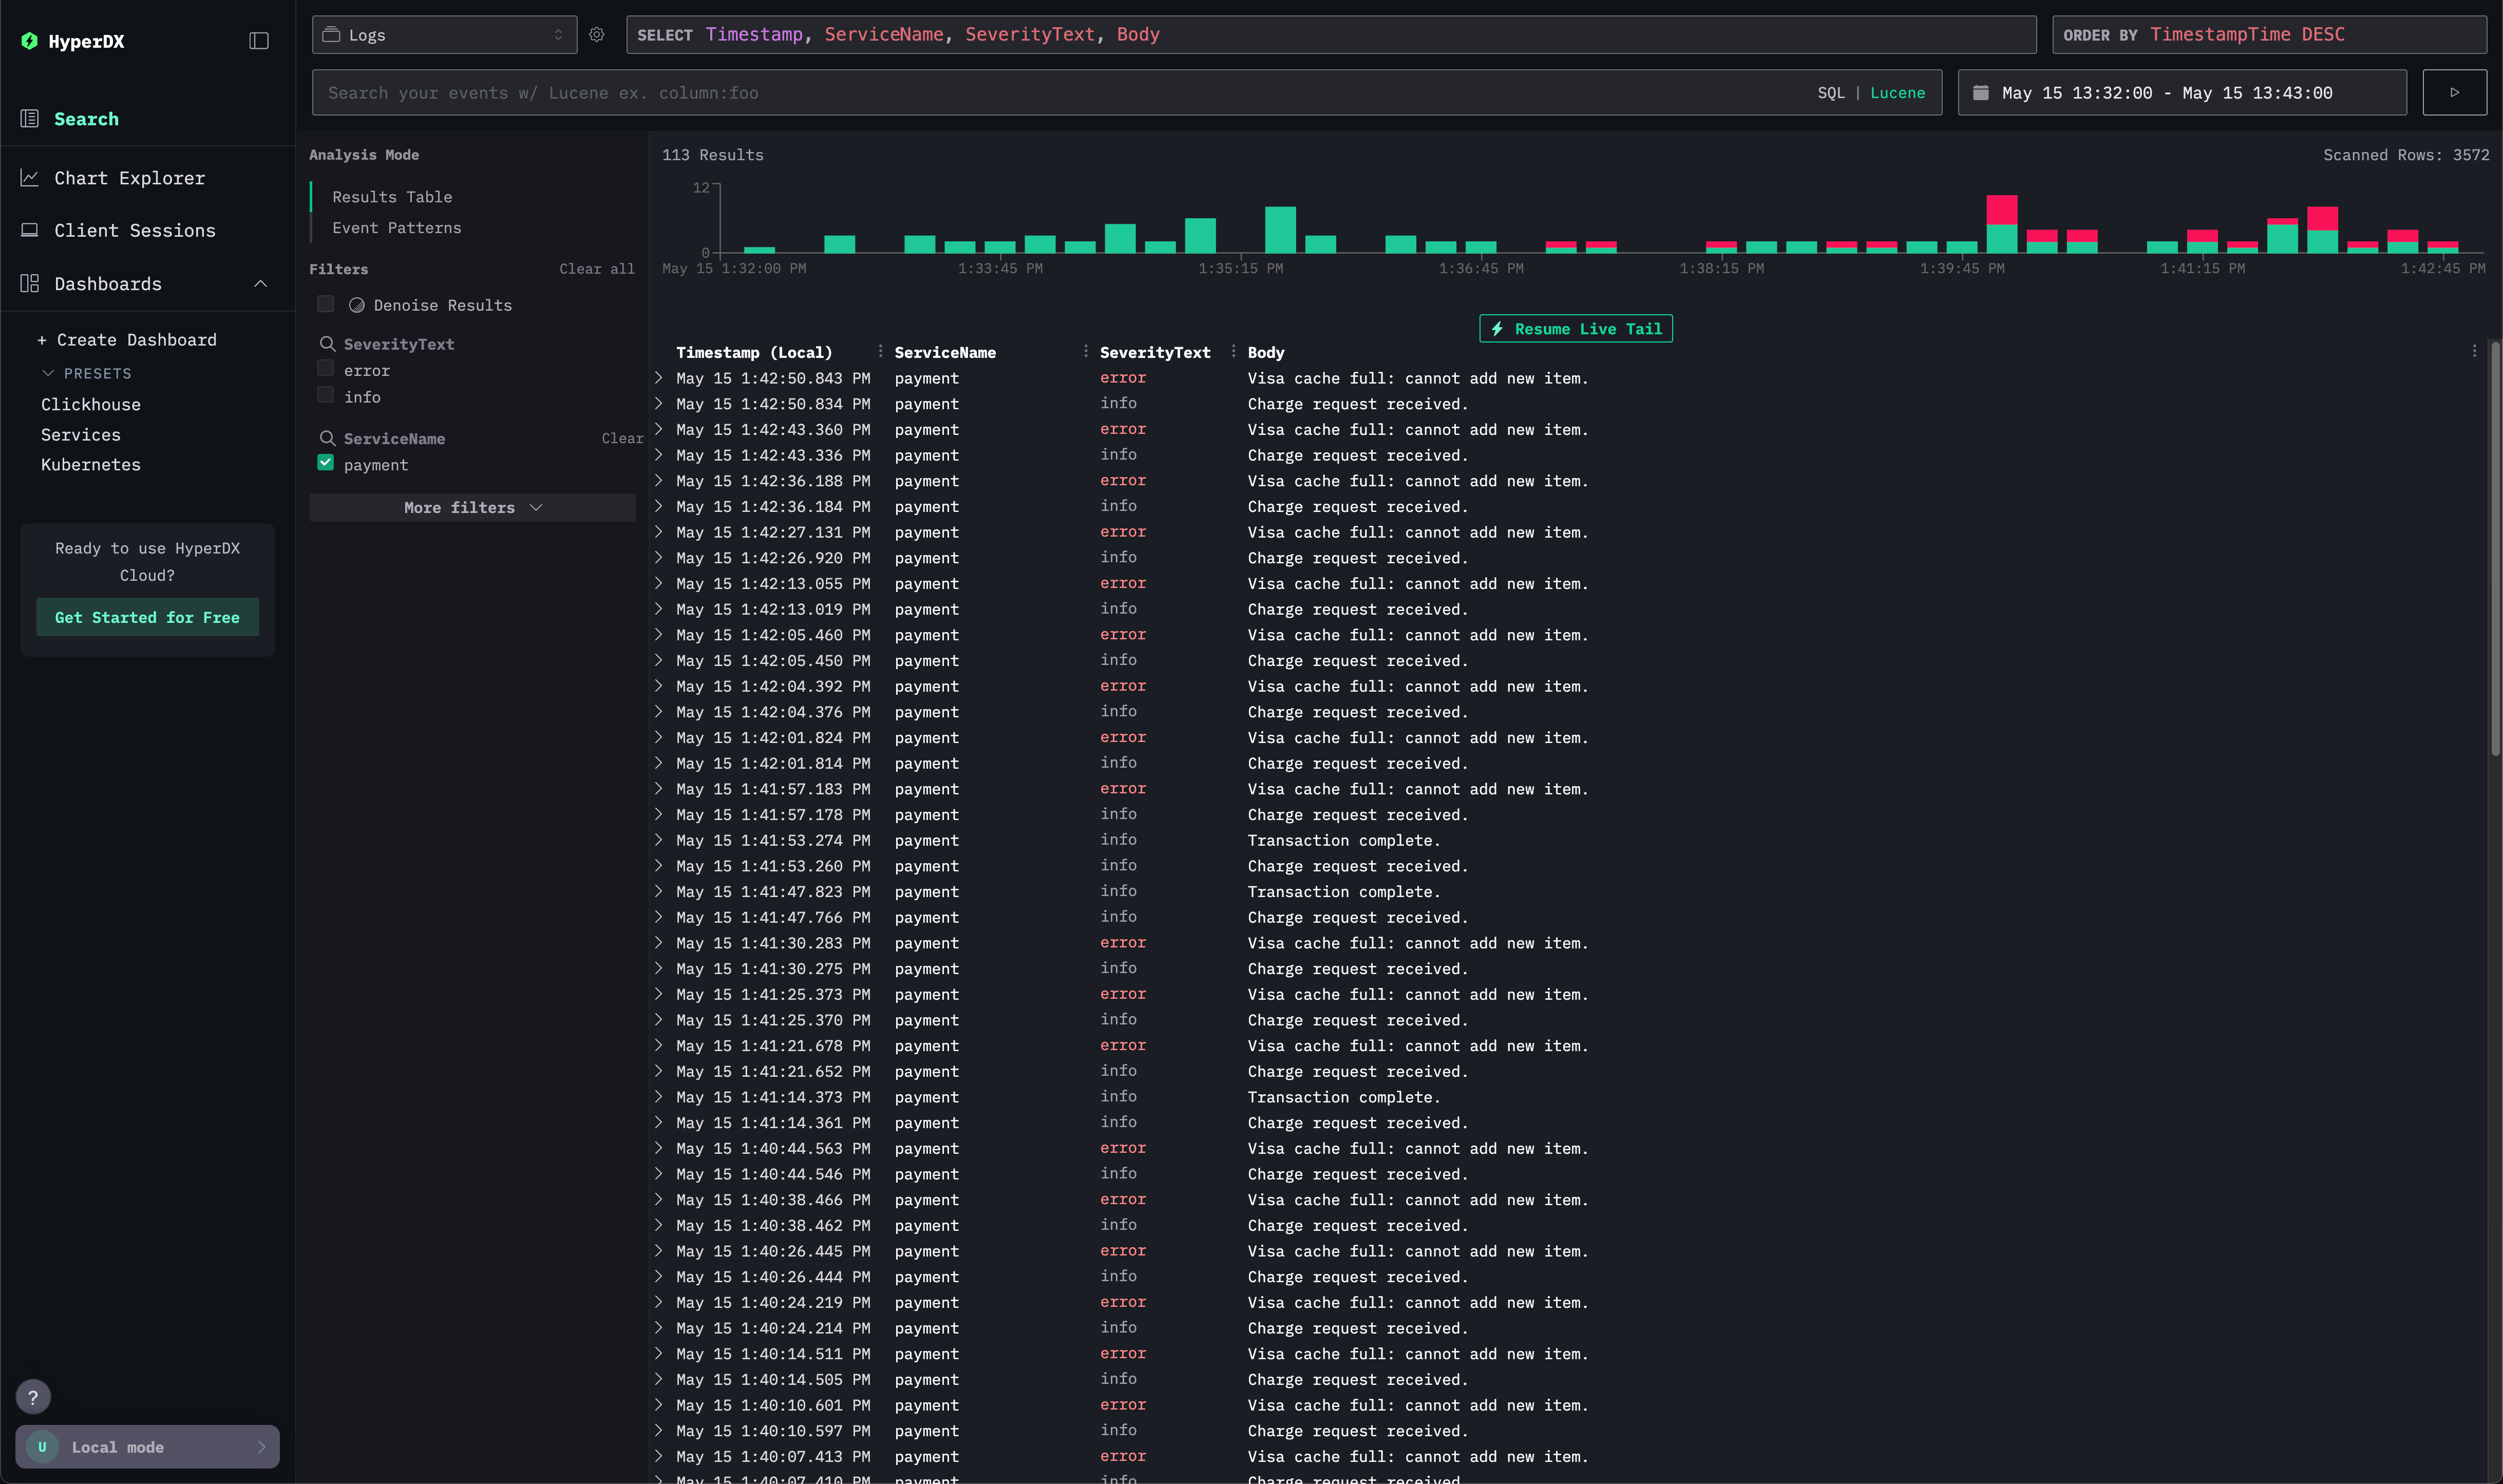 HyperDX
Logs
SELECT Timestamp, ServiceName, SeverityText, Body
ORDER BY TimestampTime DESC
Search your events w/ Lucene ex. column:foo
SQL | Lucene
May 15 13:32:00 - May 15 13:43:00
Search
Chart Explorer
Client Sessions
Dashboards
+ Create Dashboard
PRESETS
Clickhouse
Services
Kubernetes
Ready to use HyperDX
Cloud?
Get Started for Free
?
U Local mode
Analysis Mode
Results Table
Event Patterns
Filters Clear all
Denoise Results
SeverityText
error
info
ServiceName Clear
payment
More filters
113 Results Scanned Rows: 3572
12
0
May 15 1:32:00 PM 1:33:45 PM 1:35:15 PM 1:36:45 PM 1:38:15 PM 1:39:45 PM 1:41:15 PM 1:42:45 PM
Resume Live Tail
Timestamp (Local) ServiceName SeverityText Body
May 15 1:42:50.843 PM payment error Visa cache full: cannot add new item.
May 15 1:42:50.834 PM payment info Charge request received.
May 15 1:42:43.360 PM payment error Visa cache full: cannot add new item.
May 15 1:42:43.336 PM payment info Charge request received.
May 15 1:42:36.188 PM payment error Visa cache full: cannot add new item.
May 15 1:42:36.184 PM payment info Charge request received.
May 15 1:42:27.131 PM payment error Visa cache full: cannot add new item.
May 15 1:42:26.920 PM payment info Charge request received.
May 15 1:42:13.055 PM payment error Visa cache full: cannot add new item.
May 15 1:42:13.019 PM payment info Charge request received.
May 15 1:42:05.460 PM payment error Visa cache full: cannot add new item.
May 15 1:42:05.450 PM payment info Charge request received.
May 15 1:42:04.392 PM payment error Visa cache full: cannot add new item.
May 15 1:42:04.376 PM payment info Charge request received.
May 15 1:42:01.824 PM payment error Visa cache full: cannot add new item.
May 15 1:42:01.814 PM payment info Charge request received.
May 15 1:41:57.183 PM payment error Visa cache full: cannot add new item.
May 15 1:41:57.178 PM payment info Charge request received.
May 15 1:41:53.274 PM payment info Transaction complete.
May 15 1:41:53.260 PM payment info Charge request received.
May 15 1:41:47.823 PM payment info Transaction complete.
May 15 1:41:47.766 PM payment info Charge request received.
May 15 1:41:30.283 PM payment error Visa cache full: cannot add new item.
May 15 1:41:30.275 PM payment info Charge request received.
May 15 1:41:25.373 PM payment error Visa cache full: cannot add new item.
May 15 1:41:25.370 PM payment info Charge request received.
May 15 1:41:21.678 PM payment error Visa cache full: cannot add new item.
May 15 1:41:21.652 PM payment info Charge request received.
May 15 1:41:14.373 PM payment info Transaction complete.
May 15 1:41:14.361 PM payment info Charge request received.
May 15 1:40:44.563 PM payment error Visa cache full: cannot add new item.
May 15 1:40:44.546 PM payment info Charge request received.
May 15 1:40:38.466 PM payment error Visa cache full: cannot add new item.
May 15 1:40:38.462 PM payment info Charge request received.
May 15 1:40:26.445 PM payment error Visa cache full: cannot add new item.
May 15 1:40:26.444 PM payment info Charge request received.
May 15 1:40:24.219 PM payment error Visa cache full: cannot add new item.
May 15 1:40:24.214 PM payment info Charge request received.
May 15 1:40:14.511 PM payment error Visa cache full: cannot add new item.
May 15 1:40:14.505 PM payment info Charge request received.
May 15 1:40:10.601 PM payment error Visa cache full: cannot add new item.
May 15 1:40:10.597 PM payment info Charge request received.
May 15 1:40:07.413 PM payment error Visa cache full: cannot add new item.
May 15 1:40:07.410 PM payment info Charge request received.